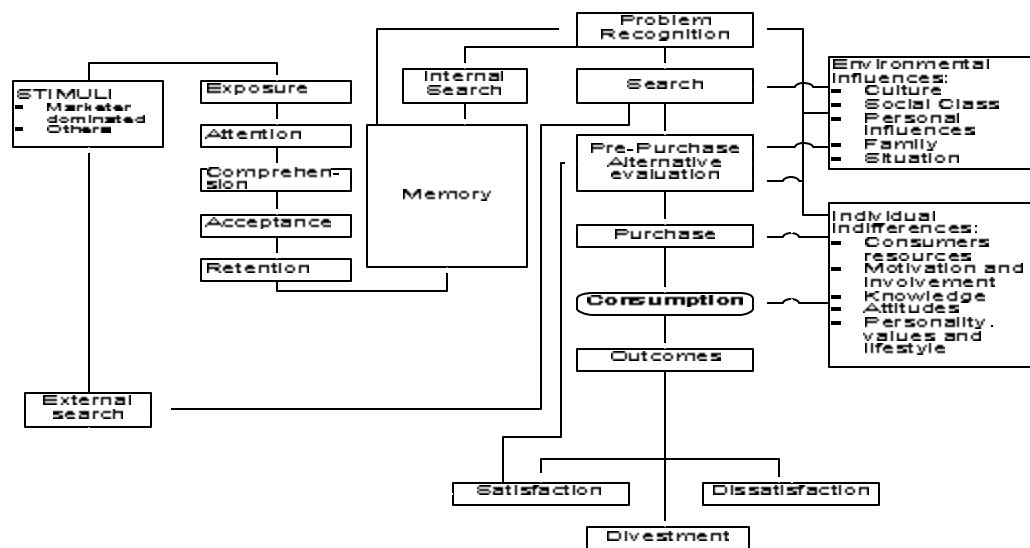 Problem
Recognition
Internal
Search
Search
STIMULI
- Marketer
dominated
- Others
Exposure
Attention
Comprehen-
sion
Acceptance
Retention
Memory
Pre-Purchase
Alternative
evaluation
Purchase
Consumption
Outcomes
Environmental
Influences:
- Culture
- Social Class
- Personal
Influences
- Family
- Situation
Individual
Indifferences:
- Consumers
resources
- Motivation and
Involvement
- Knowledge
- Attitudes
- Personality,
values and
lifestyle
External
search
Satisfaction
Dissatisfaction
Divestment